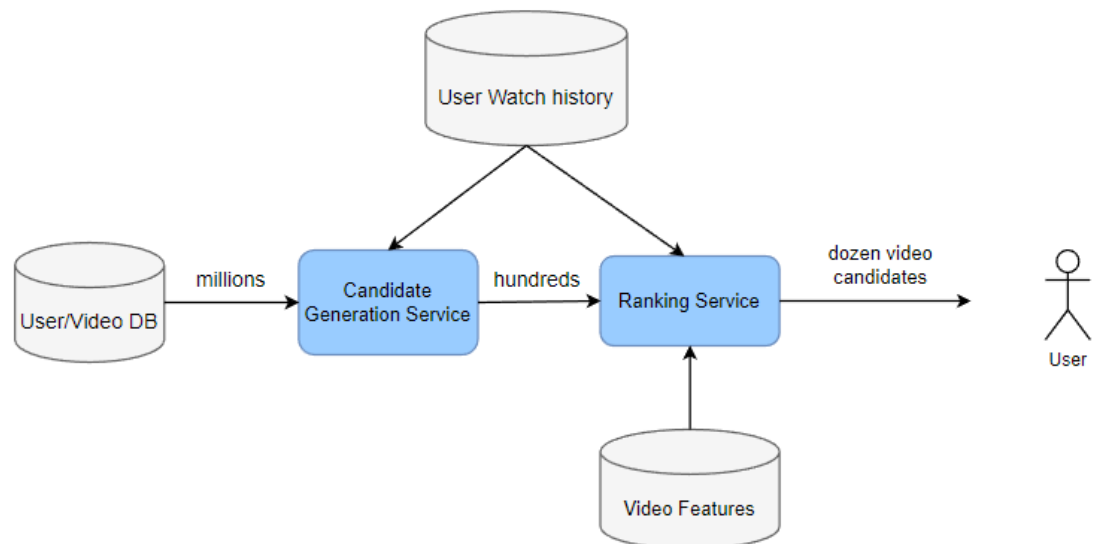 User Watch history
User/Video DB
millions
Candidate
Generation Service
hundreds
Ranking Service
dozen video
candidates
User
Video Features